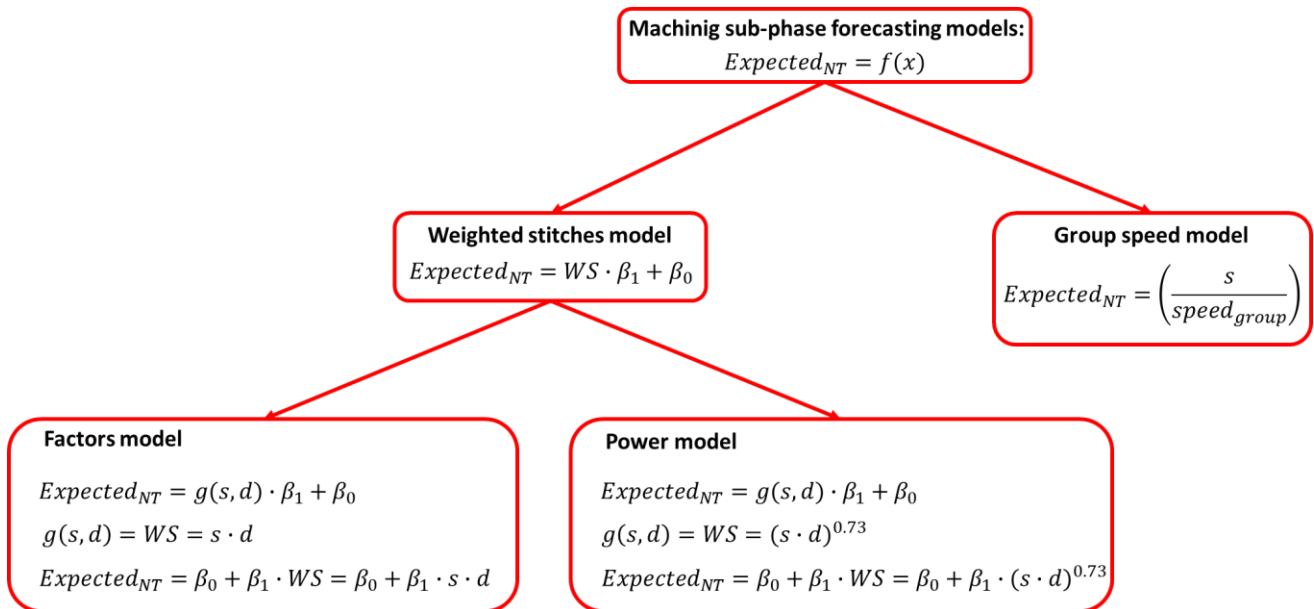 Machinig sub-phase forecasting models:
Expected_NT = f(x)
Weighted stitches model
Expected_NT = WS · β₁ + β₀
Group speed model
Expected_NT = (s / speed_group)
Factors model
Expected_NT = g(s, d) · β₁ + β₀
g(s, d) = WS = s · d
Expected_NT = β₀ + β₁ · WS = β₀ + β₁ · s · d
Power model
Expected_NT = g(s, d) · β₁ + β₀
g(s, d) = WS = (s · d)^0.73
Expected_NT = β₀ + β₁ · WS = β₀ + β₁ · (s · d)^0.73